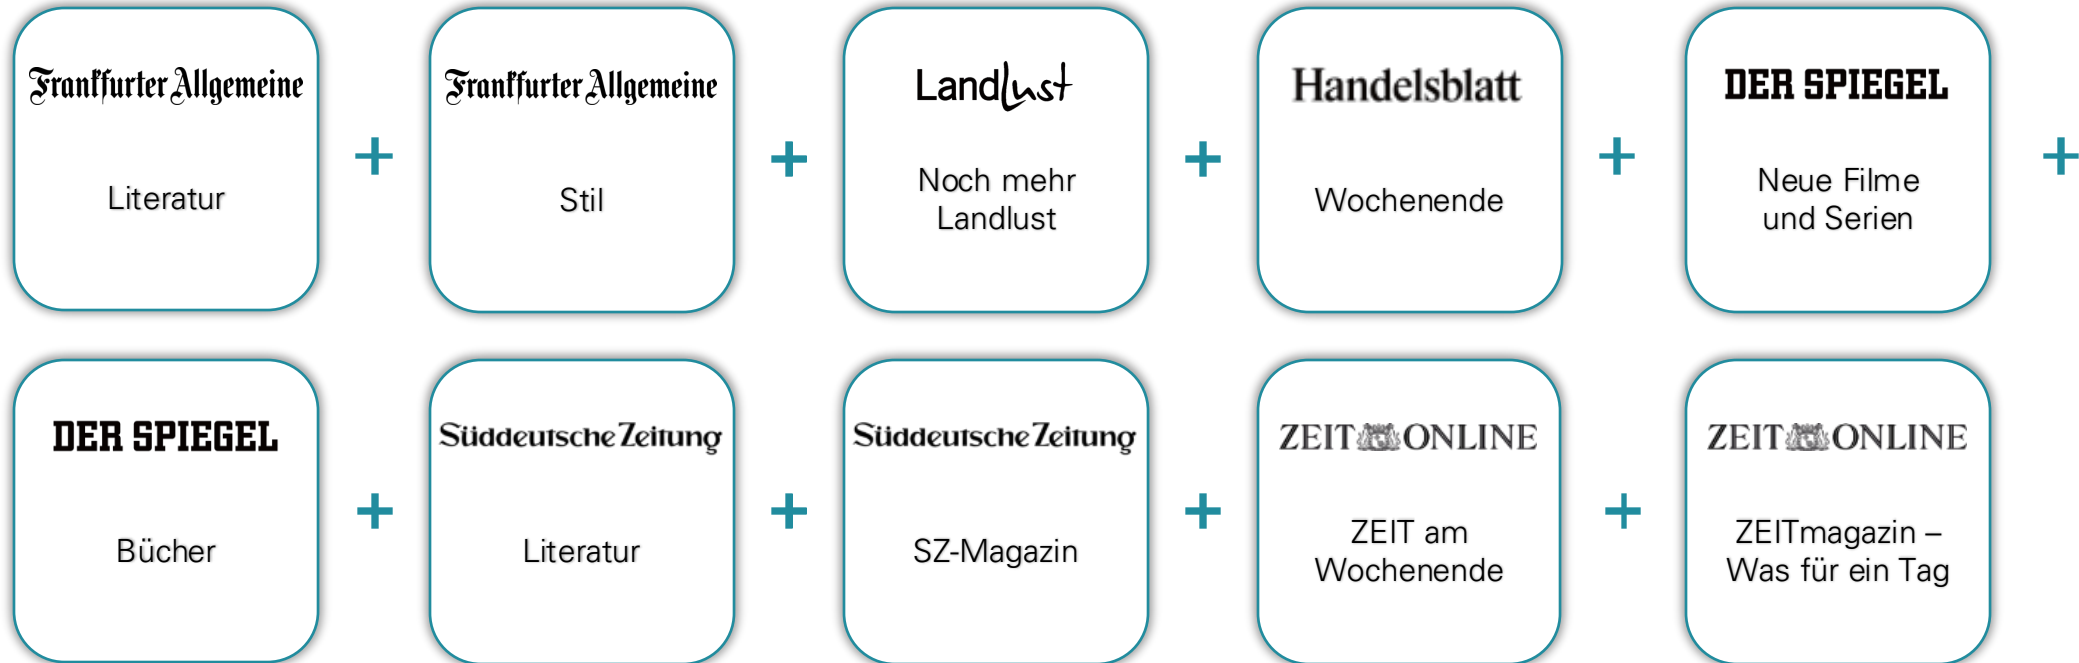 Frankfurter Allgemeine
Literatur
+
Frankfurter Allgemeine
Stil
+
Landlust
Noch mehr
Landlust
+
Handelsblatt
Wochenende
+
DER SPIEGEL
Neue Filme
und Serien
+
DER SPIEGEL
Bücher
+
Süddeutsche Zeitung
Literatur
+
Süddeutsche Zeitung
SZ-Magazin
+
ZEIT ONLINE
ZEIT am
Wochenende
+
ZEIT ONLINE
ZEITmagazin –
Was für ein Tag